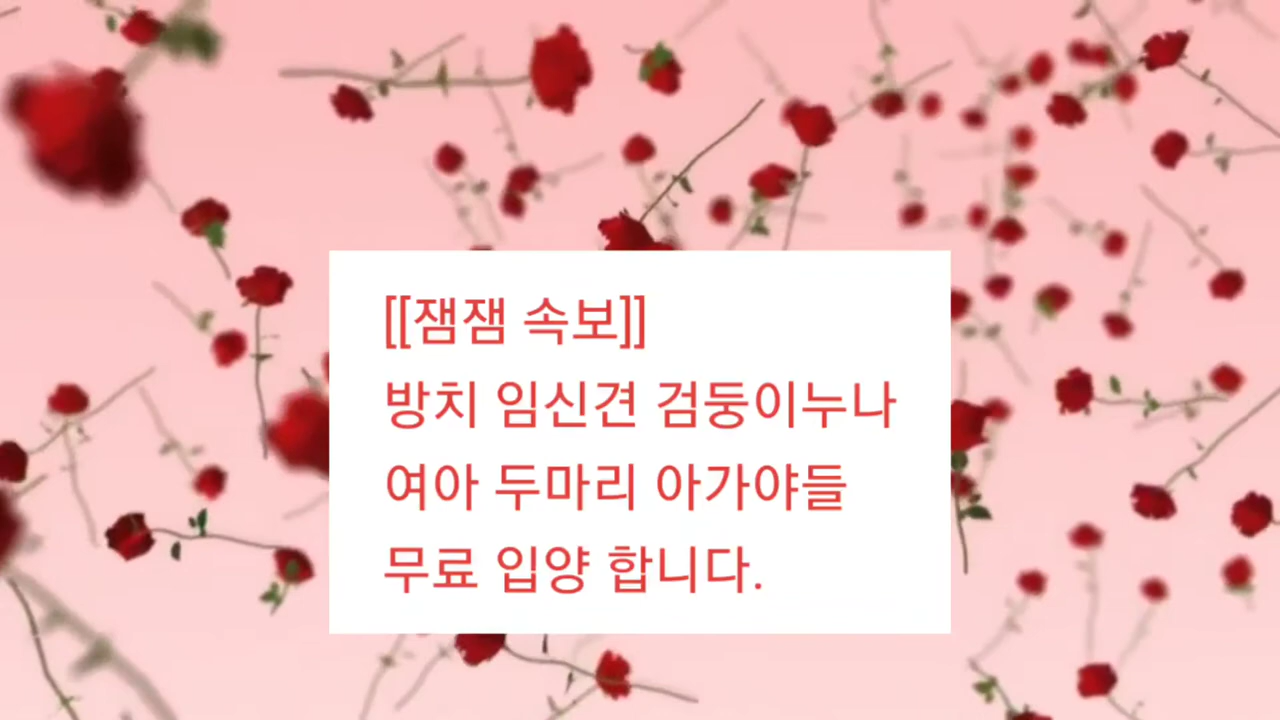 [[잼잼 속보]]
방치 임신견 검둥이누나
여아 두마리 아가야들
무료 입양 합니다.